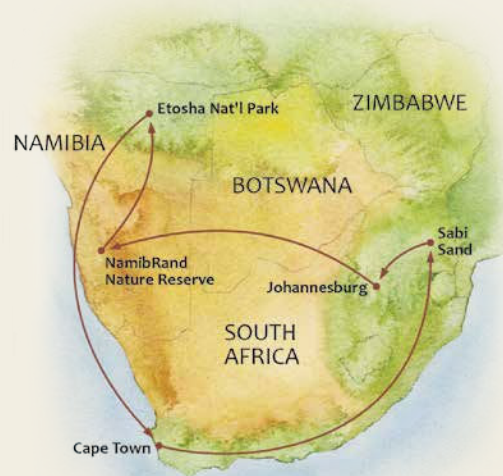 Etosha Nat'l Park
ZIMBABWE
NAMIBIA
BOTSWANA
Sabi
Sand
NamibRand
Nature Reserve
Johannesburg
SOUTH
AFRICA
Cape Town